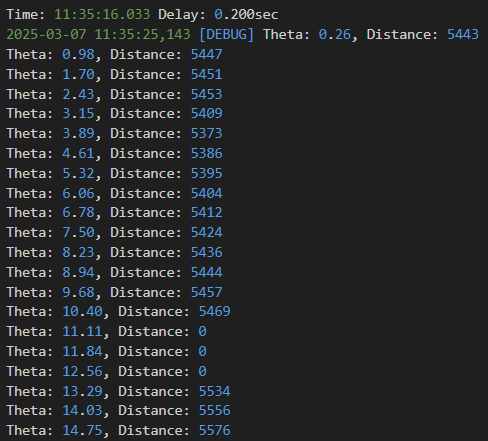 Time: 11:35:16.033 Delay: 0.200sec
2025-03-07 11:35:25,143 [DEBUG] Theta: 0.26, Distance: 5443
Theta: 0.98, Distance: 5447
Theta: 1.70, Distance: 5451
Theta: 2.43, Distance: 5453
Theta: 3.15, Distance: 5409
Theta: 3.89, Distance: 5373
Theta: 4.61, Distance: 5386
Theta: 5.32, Distance: 5395
Theta: 6.06, Distance: 5404
Theta: 6.78, Distance: 5412
Theta: 7.50, Distance: 5424
Theta: 8.23, Distance: 5436
Theta: 8.94, Distance: 5444
Theta: 9.68, Distance: 5457
Theta: 10.40, Distance: 5469
Theta: 11.11, Distance: 0
Theta: 11.84, Distance: 0
Theta: 12.56, Distance: 0
Theta: 13.29, Distance: 5534
Theta: 14.03, Distance: 5556
Theta: 14.75, Distance: 5576